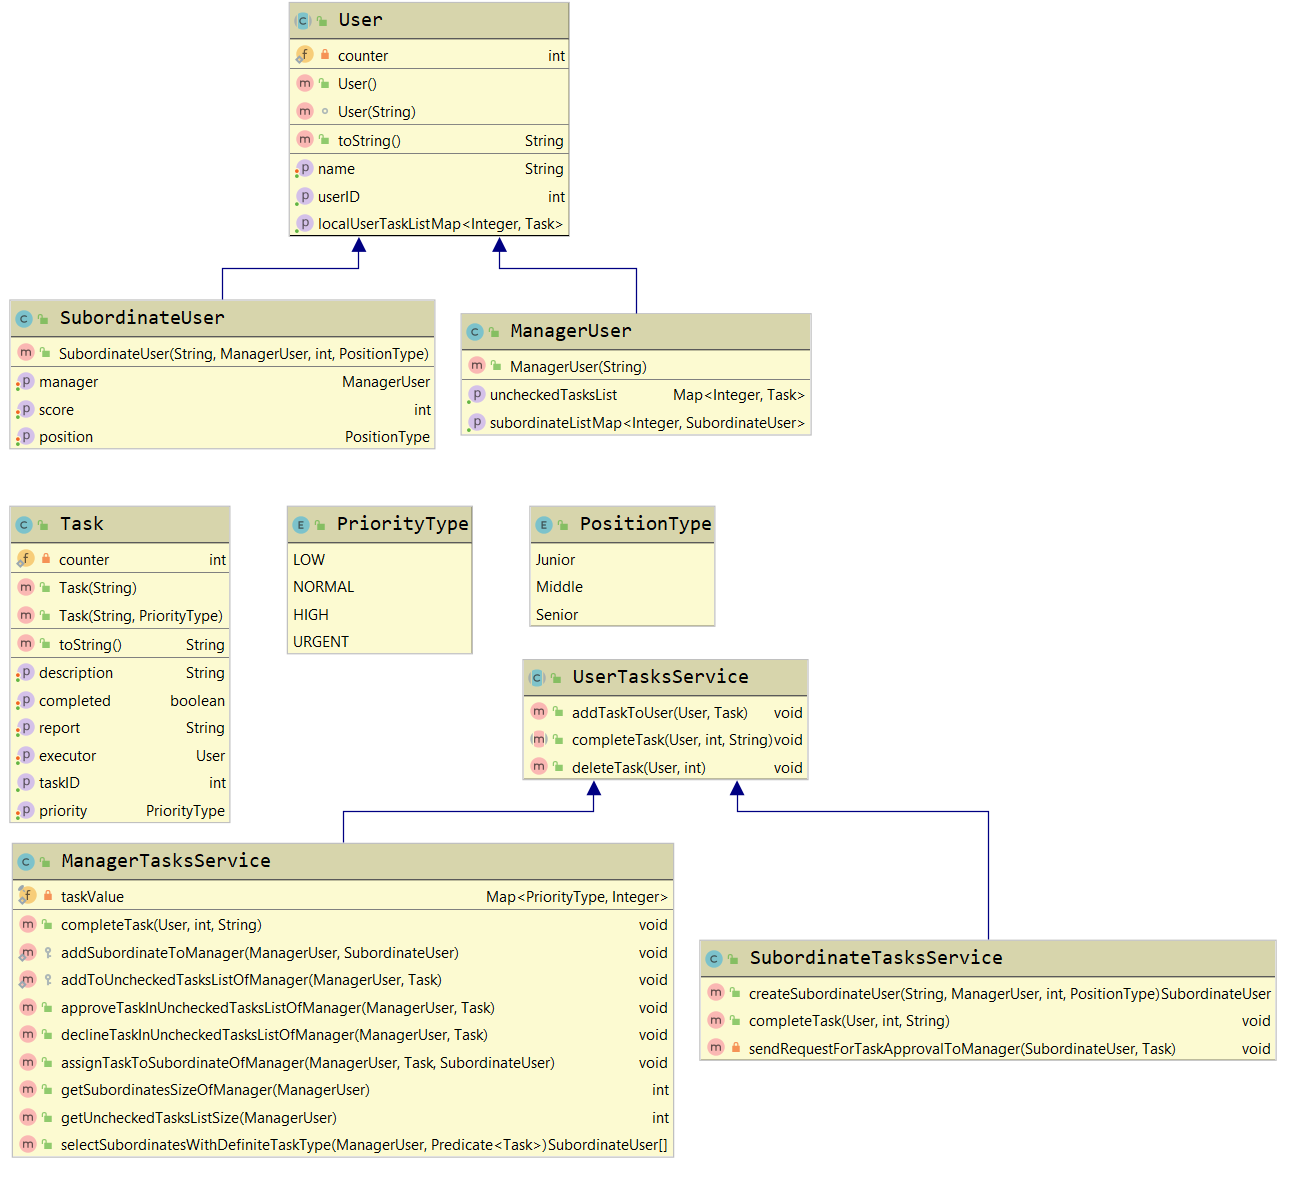 User
counter int
User()
User(String)
toString() String
name String
userID int
localUserTaskListMap<Integer, Task>
SubordinateUser
SubordinateUser(String, ManagerUser, int, PositionType)
manager ManagerUser
score int
position PositionType
ManagerUser
ManagerUser(String)
uncheckedTasksList Map<Integer, Task>
subordinateListMap<Integer, SubordinateUser>
Task
counter int
Task(String)
Task(String, PriorityType)
toString() String
description String
completed boolean
report String
executor User
taskID int
priority PriorityType
PriorityType
LOW
NORMAL
HIGH
URGENT
PositionType
Junior
Middle
Senior
UserTasksService
addTaskToUser(User, Task) void
completeTask(User, int, String)void
deleteTask(User, int) void
ManagerTasksService
taskValue Map<PriorityType, Integer>
completeTask(User, int, String) void
addSubordinateToManager(ManagerUser, SubordinateUser) void
addToUncheckedTasksListOfManager(ManagerUser, Task) void
approveTaskInUncheckedTasksListOfManager(ManagerUser, Task) void
declineTaskInUncheckedTasksListOfManager(ManagerUser, Task) void
assignTaskToSubordinateOfManager(ManagerUser, Task, SubordinateUser) void
getSubordinatesSizeOfManager(ManagerUser) int
getUncheckedTasksListSize(ManagerUser) int
selectSubordinatesWithDefiniteTaskType(ManagerUser, Predicate<Task>)SubordinateUser[]
SubordinateTasksService
createSubordinateUser(String, ManagerUser, int, PositionType)SubordinateUser
completeTask(User, int, String) void
sendRequestForTaskApprovalToManager(SubordinateUser, Task) void